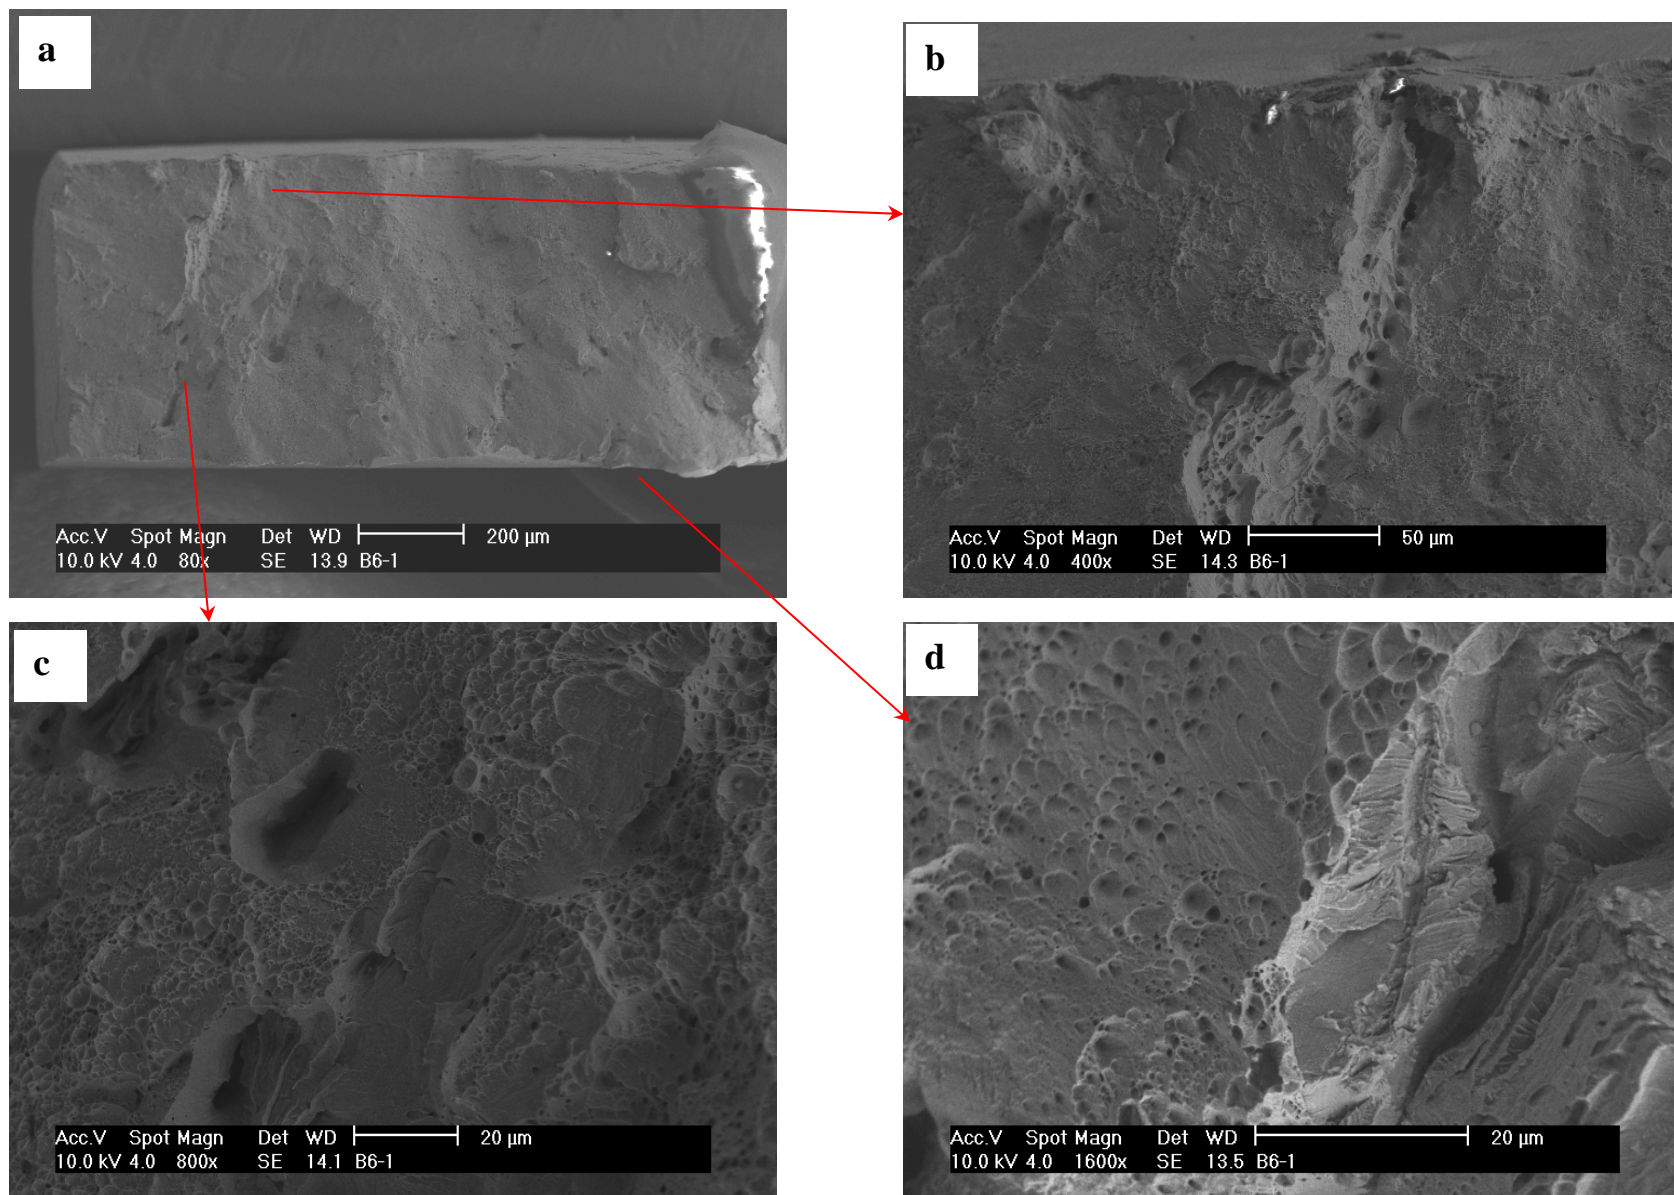 a
Acc.V Spot Magn Det WD 200 µm
10.0 kV 4.0 80x SE 13.9 B6-1
b
Acc.V Spot Magn Det WD 50 µm
10.0 kV 4.0 400x SE 14.3 B6-1
c
Acc.V Spot Magn Det WD 20 µm
10.0 kV 4.0 800x SE 14.1 B6-1
d
Acc.V Spot Magn Det WD 20 µm
10.0 kV 4.0 1600x SE 13.5 B6-1